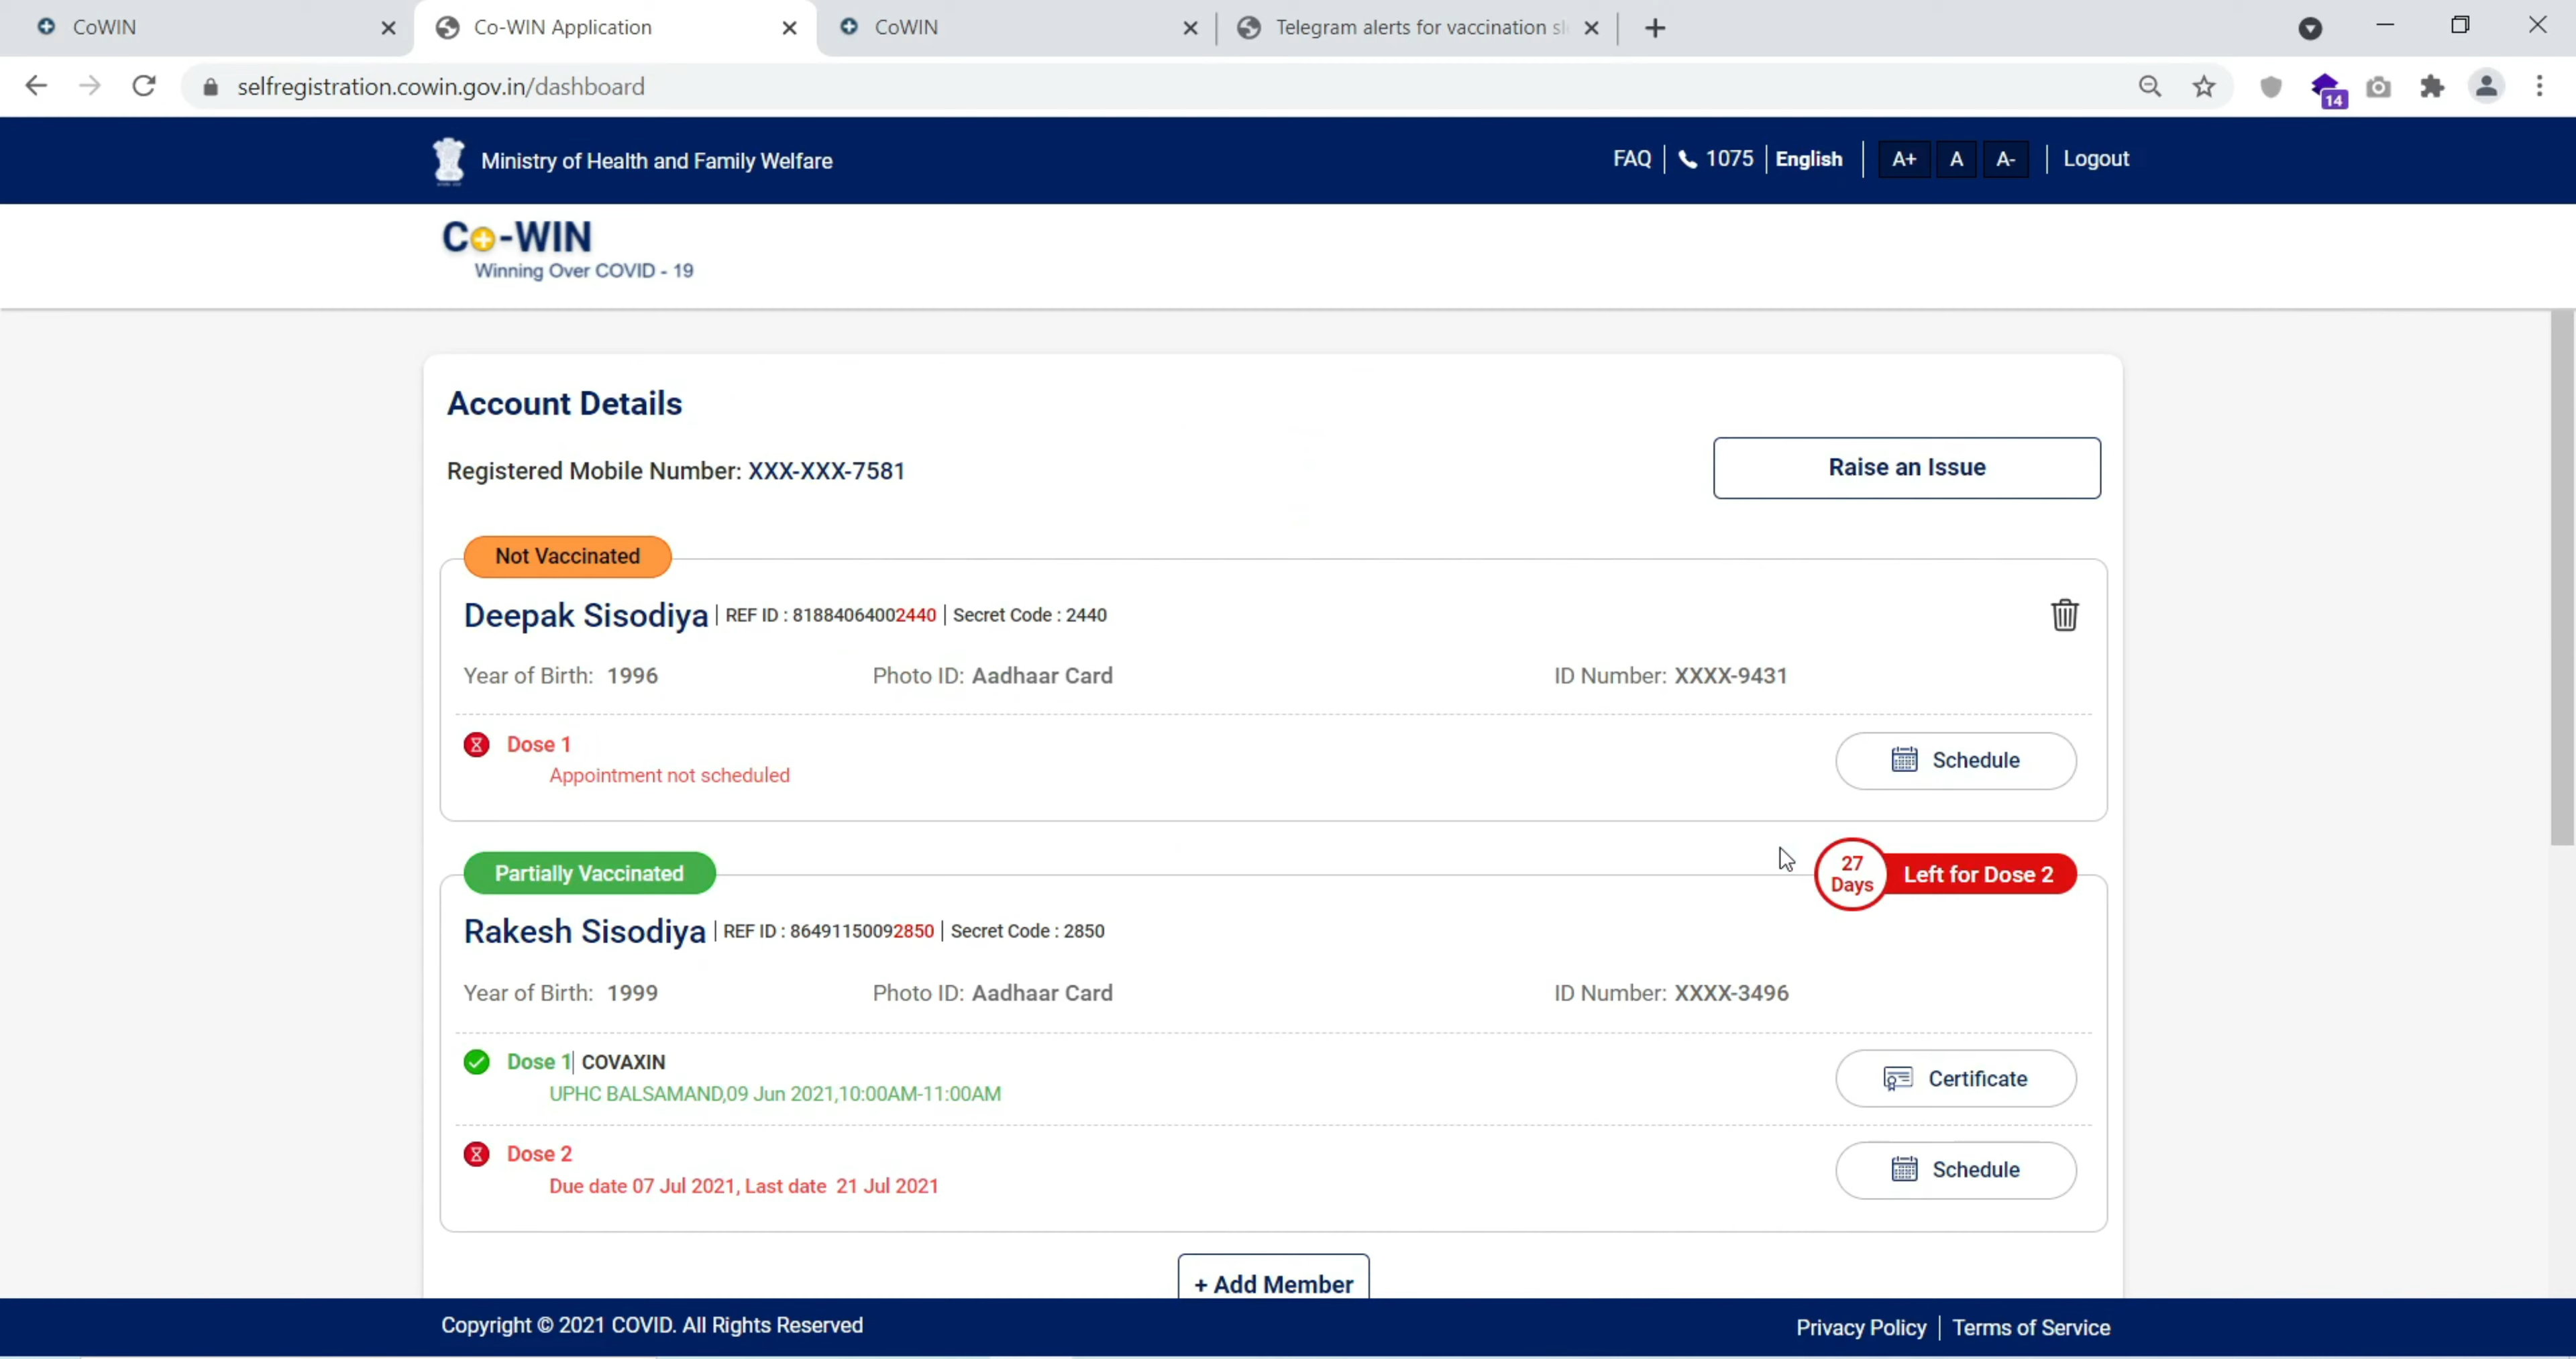 CoWIN
Co-WIN Application
CoWIN
Telegram alerts for vaccination
selfregistration.cowin.gov.in/dashboard
14
Ministry of Health and Family Welfare
FAQ 1075 English A+ A A- Logout
Co-WIN
Winning Over COVID - 19
Account Details
Registered Mobile Number: XXX-XXX-7581
Raise an Issue
Not Vaccinated
Deepak Sisodiya | REF ID : 81884064002440 | Secret Code : 2440
Year of Birth: 1996 Photo ID: Aadhaar Card ID Number: XXXX-9431
Dose 1
Appointment not scheduled
Schedule
Partially Vaccinated
27 Days Left for Dose 2
Rakesh Sisodiya | REF ID : 86491150092850 | Secret Code : 2850
Year of Birth: 1999 Photo ID: Aadhaar Card ID Number: XXXX-3496
Dose 1| COVAXIN
UPHC BALSAMAND,09 Jun 2021,10:00AM-11:00AM
Certificate
Dose 2
Due date 07 Jul 2021, Last date 21 Jul 2021
Schedule
+ Add Member
Copyright © 2021 COVID. All Rights Reserved
Privacy Policy | Terms of Service